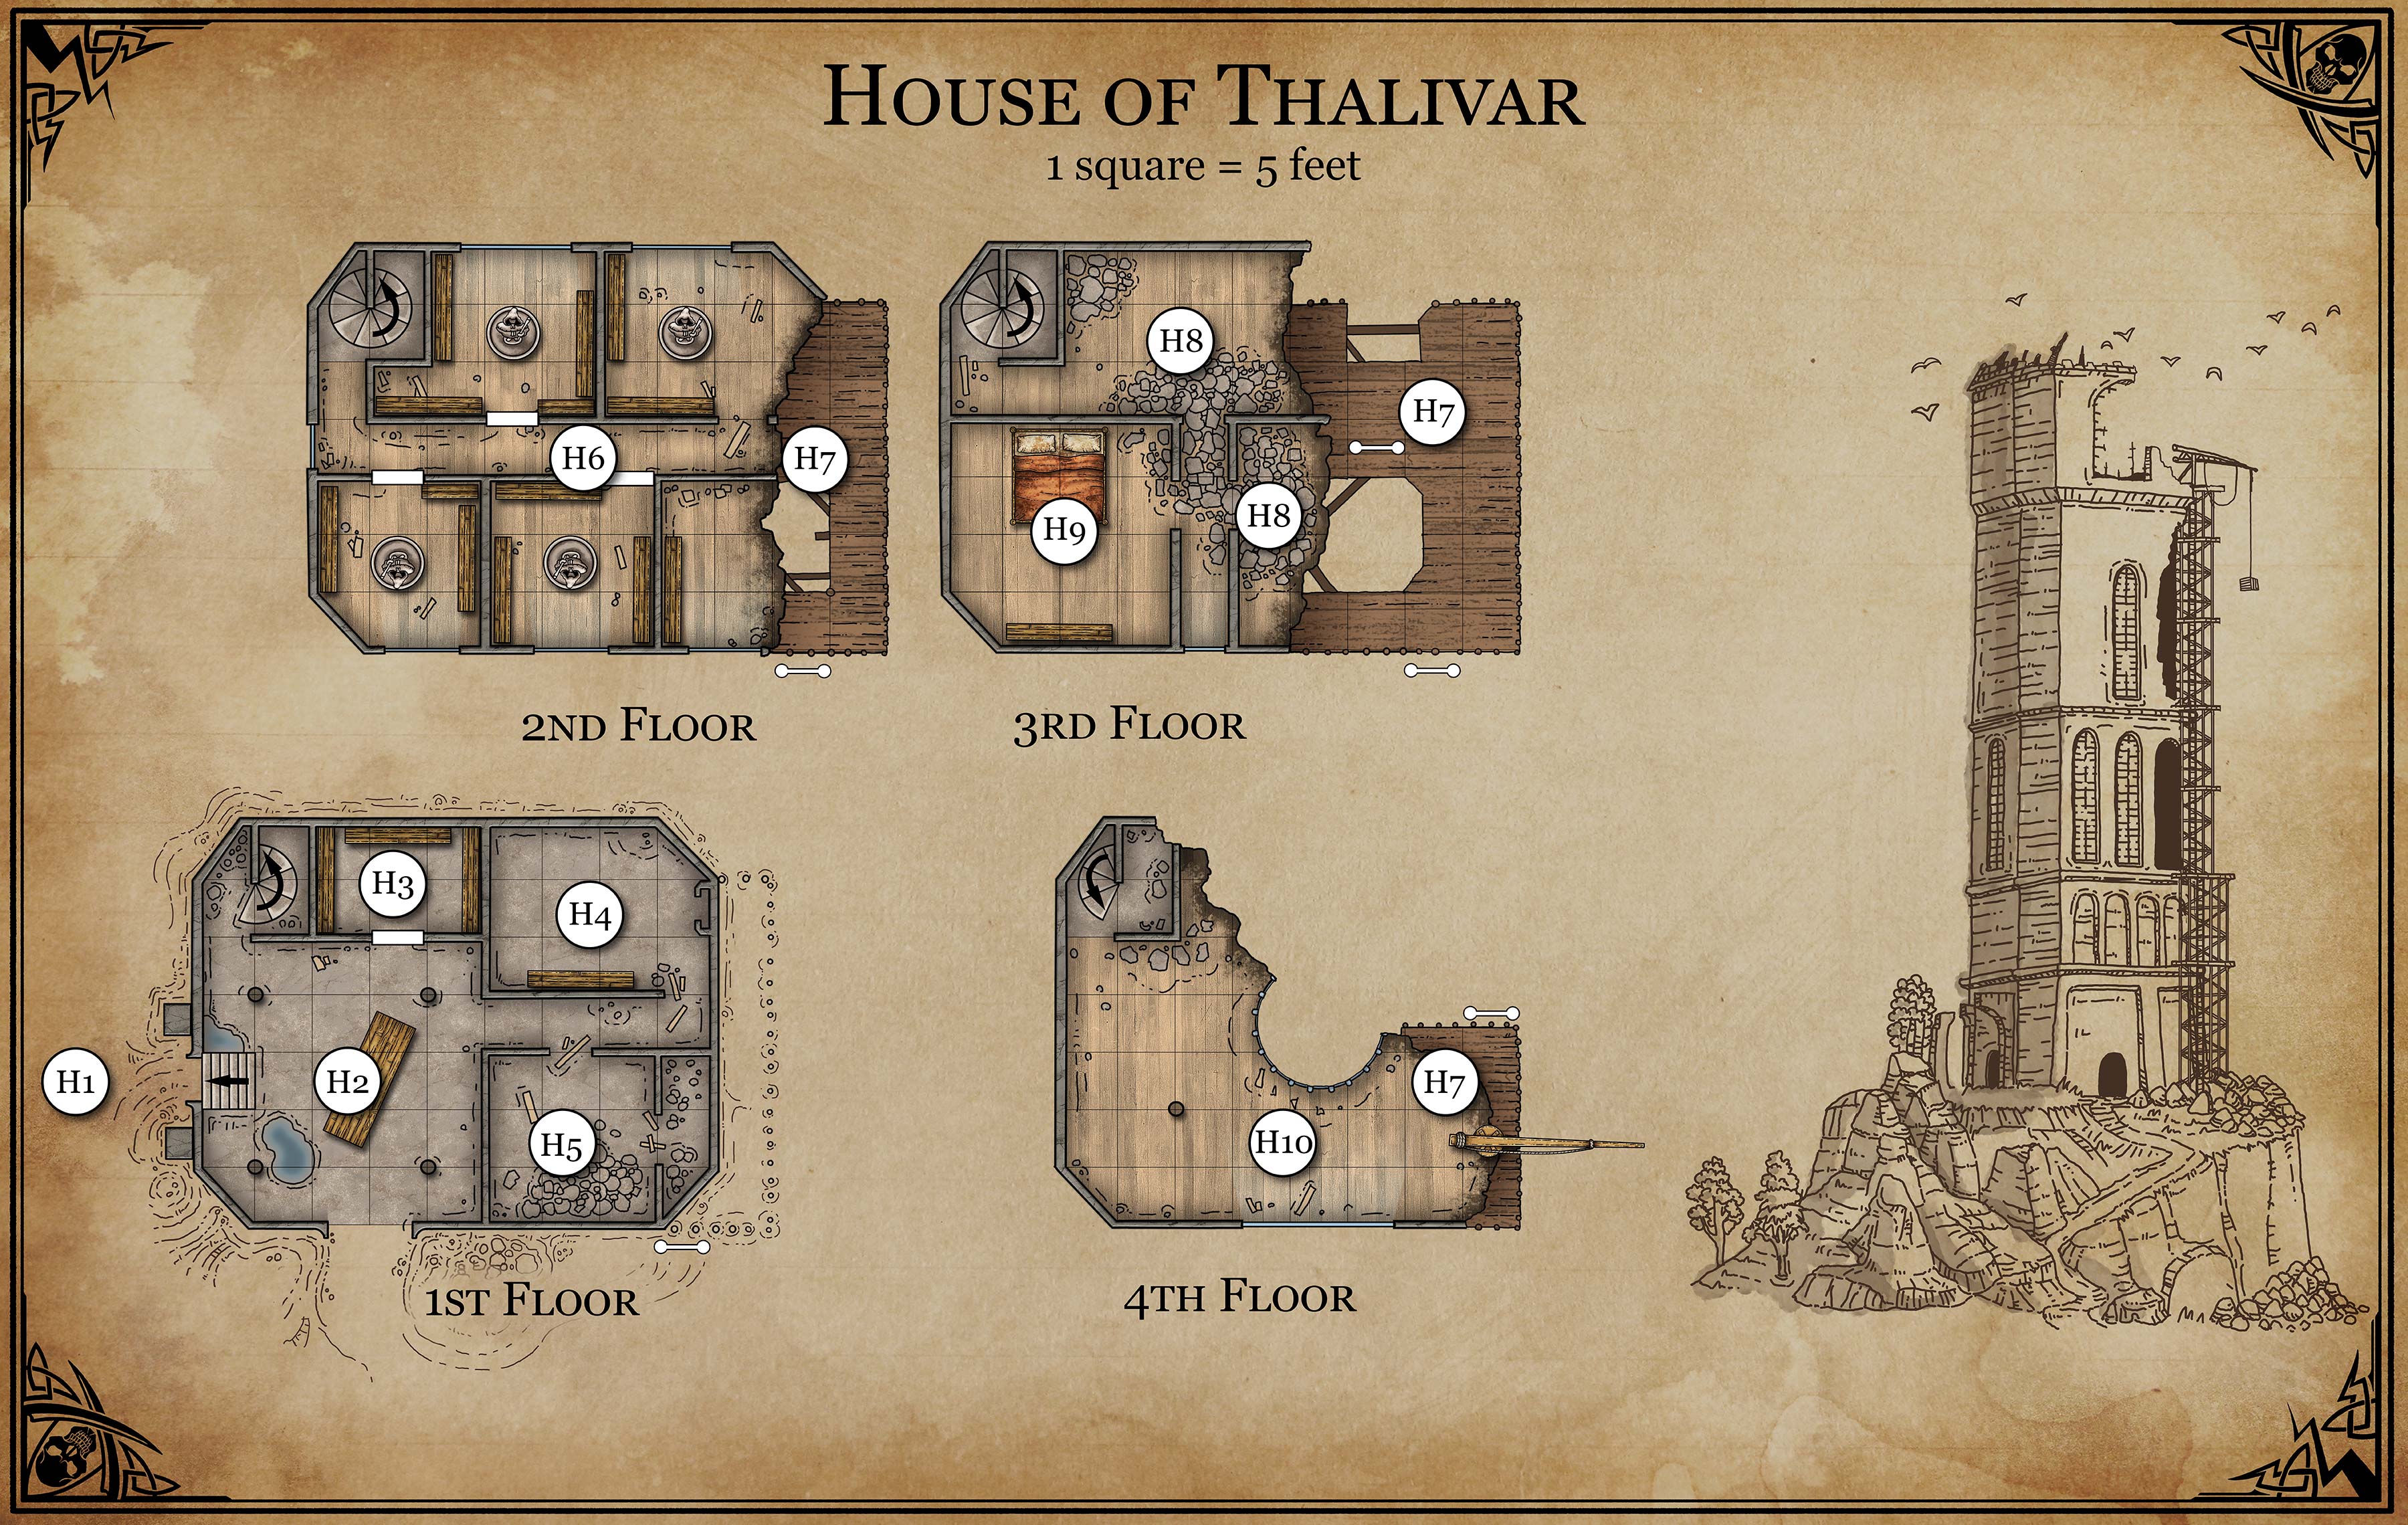 House of Thalivar
1 square = 5 feet
H6
H7
H8
H7
H9
H8
2nd Floor
3rd Floor
H1
H2
H3
H4
H5
H7
H10
1st Floor
4th Floor